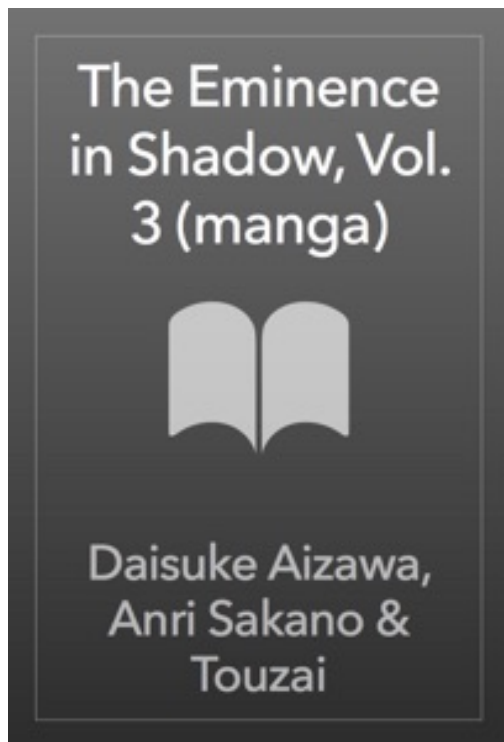 The Eminence
in Shadow, Vol.
3 (manga)
Daisuke Aizawa,
Anri Sakano &
Touzai